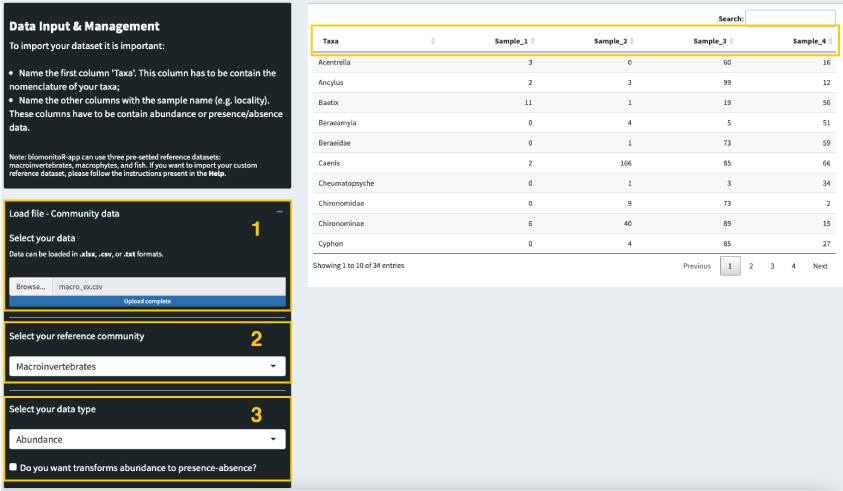 Data Input & Management
To import your dataset it is important:
• Name the first column 'Taxa'. This column has to be contain the
nomenclature of your taxa;
• Name the other columns with the sample name (e.g. locality).
These columns have to be contain abundance or presence/absence
data.
Note: biomonitoR-app can use three pre-setted reference datasets:
macroinvertebrates, macrophytes, and fish. If you want to import your custom
reference dataset, please follow the instructions present in the Help.
Load file - Community data
1
Select your data
Data can be loaded in .xlsx, .csv, or .txt formats.
Browse... macro_ex.csv
Upload complete
Select your reference community
2
Macroinvertebrates
Select your data type
3
Abundance
Do you want transforms abundance to presence-absence?
Search:
Taxa Sample_1 Sample_2 Sample_3 Sample_4
Acentrella 3 0 60 16
Ancylus 2 3 99 12
Baetix 11 1 19 50
Beraeamyia 0 4 5 51
Beraeidae 0 1 73 59
Caenis 2 166 85 66
Cheumatopsyche 0 1 3 34
Chironomidae 0 9 73 2
Chironominae 6 40 89 15
Cyphon 0 4 85 27
Showing 1 to 10 of 34 entries
Previous 1 2 3 4 Next